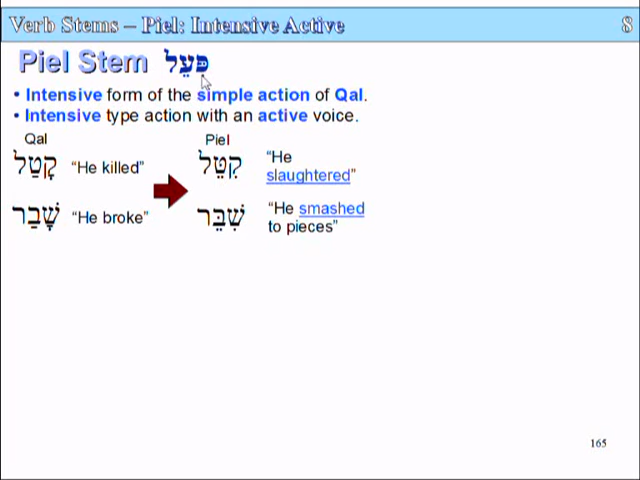 Verb Stems – Piel: Intensive Active 8
Piel Stem פִּעֵל
• Intensive form of the simple action of Qal.
• Intensive type action with an active voice.
Qal Piel
קָטַל "He killed" קִטֵּל "He slaughtered"
שָׁבַר "He broke" שִׁבֵּר "He smashed to pieces"
165